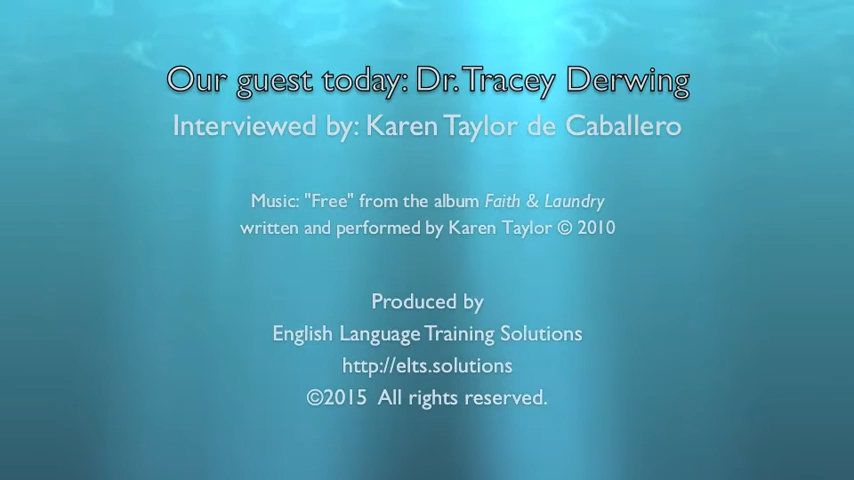 Our guest today: Dr. Tracey Derwing
Interviewed by: Karen Taylor de Caballero
Music: "Free" from the album Faith & Laundry
written and performed by Karen Taylor © 2010
Produced by
English Language Training Solutions
http://elts.solutions
©2015 All rights reserved.